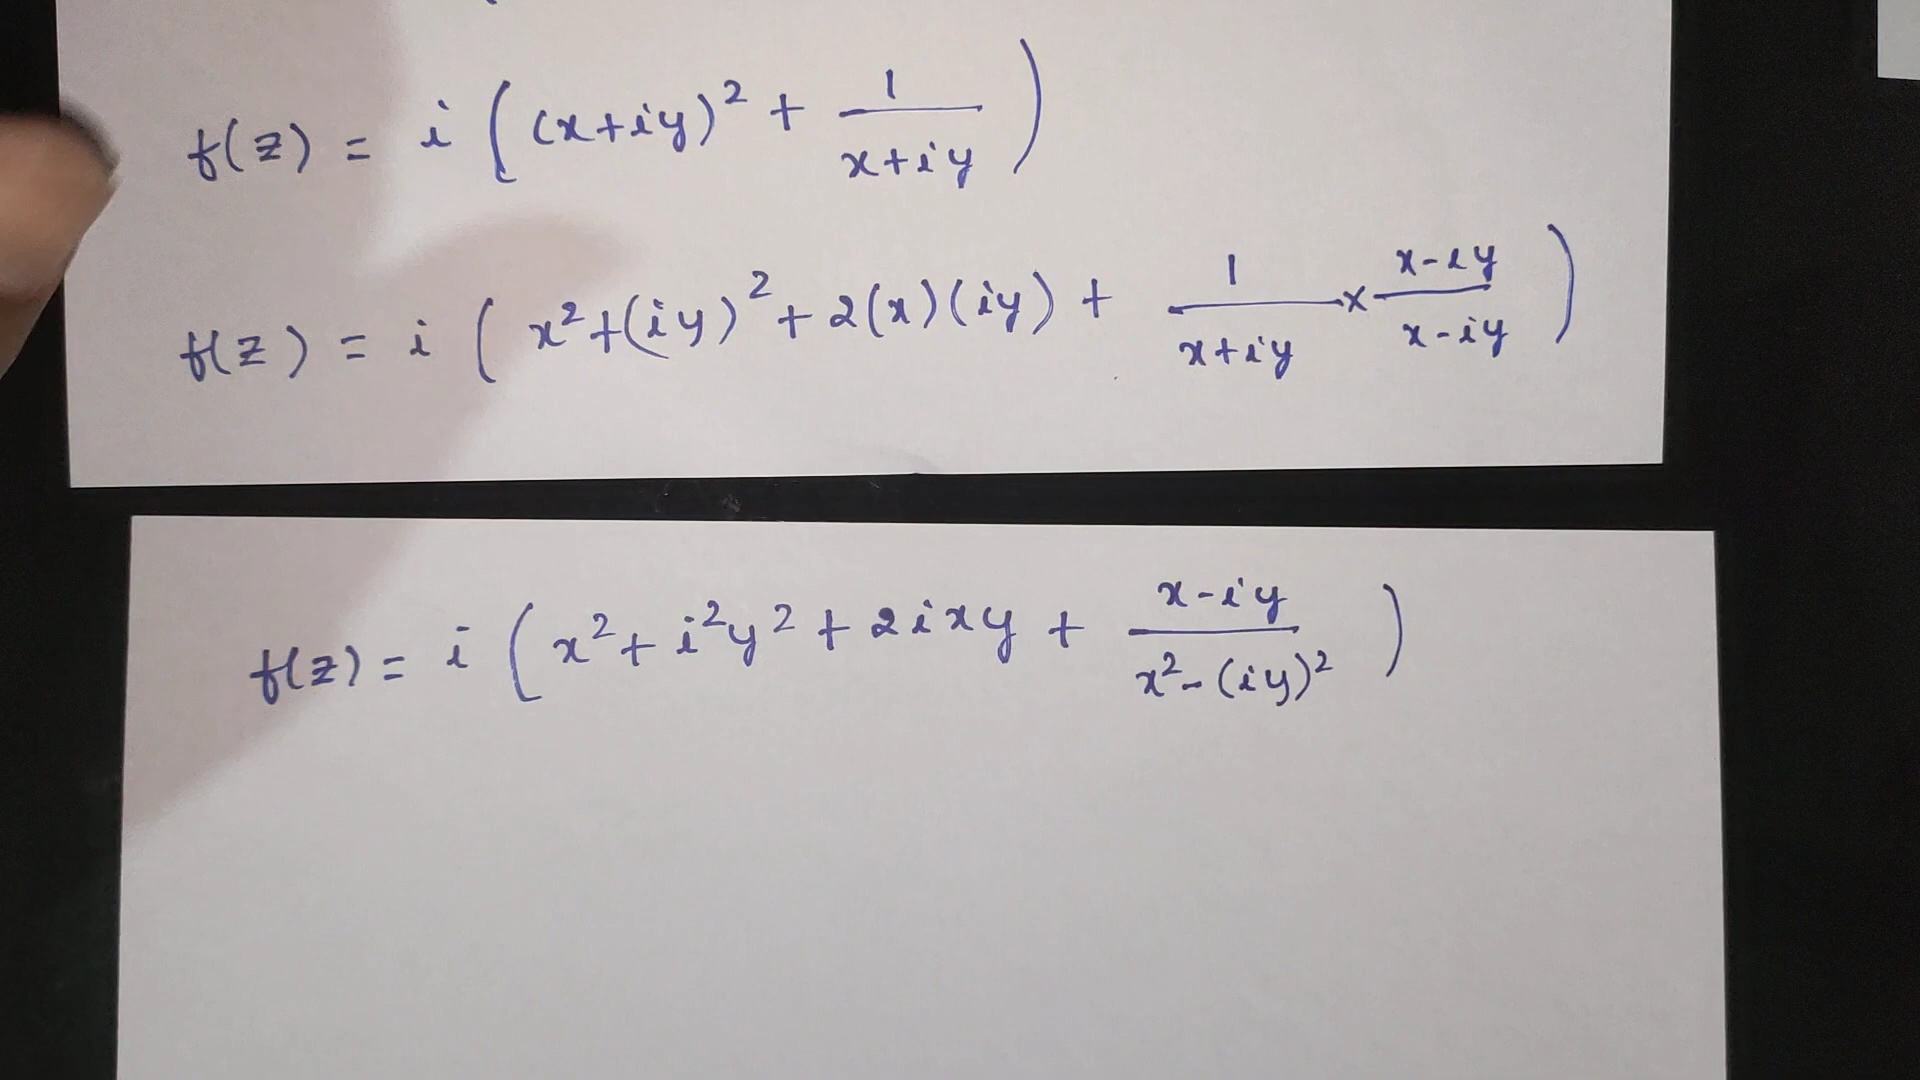 f(z) = i ( (x+iy)² + 1/(x+iy) )
f(z) = i ( x²+(iy)²+2(x)(iy) + 1/(x+iy) × (x-iy)/(x-iy) )
f(z) = i ( x²+i²y²+2ixy + (x-iy)/(x²-(iy)²) )